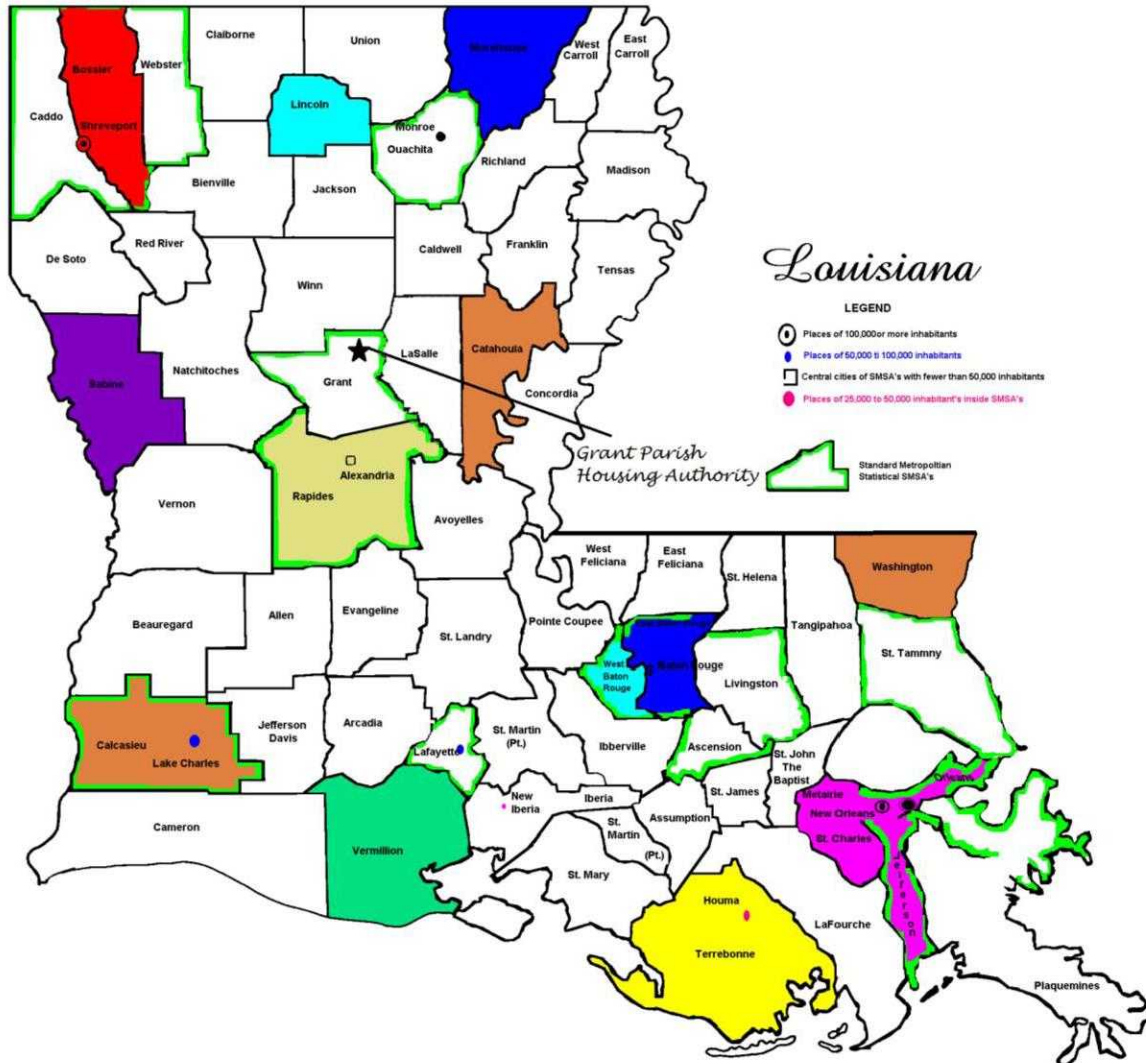 Claiborne
Union
Morehouse
West
Carroll
East
Carroll
Bossier
Webster
Lincoln
Caddo
Shreveport
Monroe
Ouachita
Richland
Madison
Bienville
Jackson
De Soto
Red River
Caldwell
Franklin
Tensas
Winn
Louisiana
LEGEND
Places of 100,000or more inhabitants
Places of 50,000 ti 100,000 inhabitants
Central cities of SMSA's with fewer than 50,000 inhabitants
Places of 25,000 to 50,000 inhabitant's inside SMSA's
Standard Metropoltian
Statistical SMSA's
Sabine
Natchitoches
Grant
LaSalle
Catahoula
Concordia
Grant Parish
Housing Authority
Alexandria
Rapides
Vernon
Avoyelles
West
Feliciana
East
Feliciana
St. Helena
Washington
Beauregard
Allen
Evangeline
St. Landry
Pointe Coupee
Tangipahoa
St. Tammny
West
Baton
Rouge
Baton Rouge
Livingston
Calcasieu
Lake Charles
Jefferson
Davis
Arcadia
Lafayette
St. Martin
(Pt.)
Ibberville
Ascension
St. John
The
Baptist
Orleans
Metairie
New Orleans
St. Charles
Jefferson
Cameron
Vermillion
New
Iberia
Iberia
St. James
Assumption
St.
Martin
(Pt.)
St. Mary
Houma
Terrebonne
LaFourche
Plaquemines